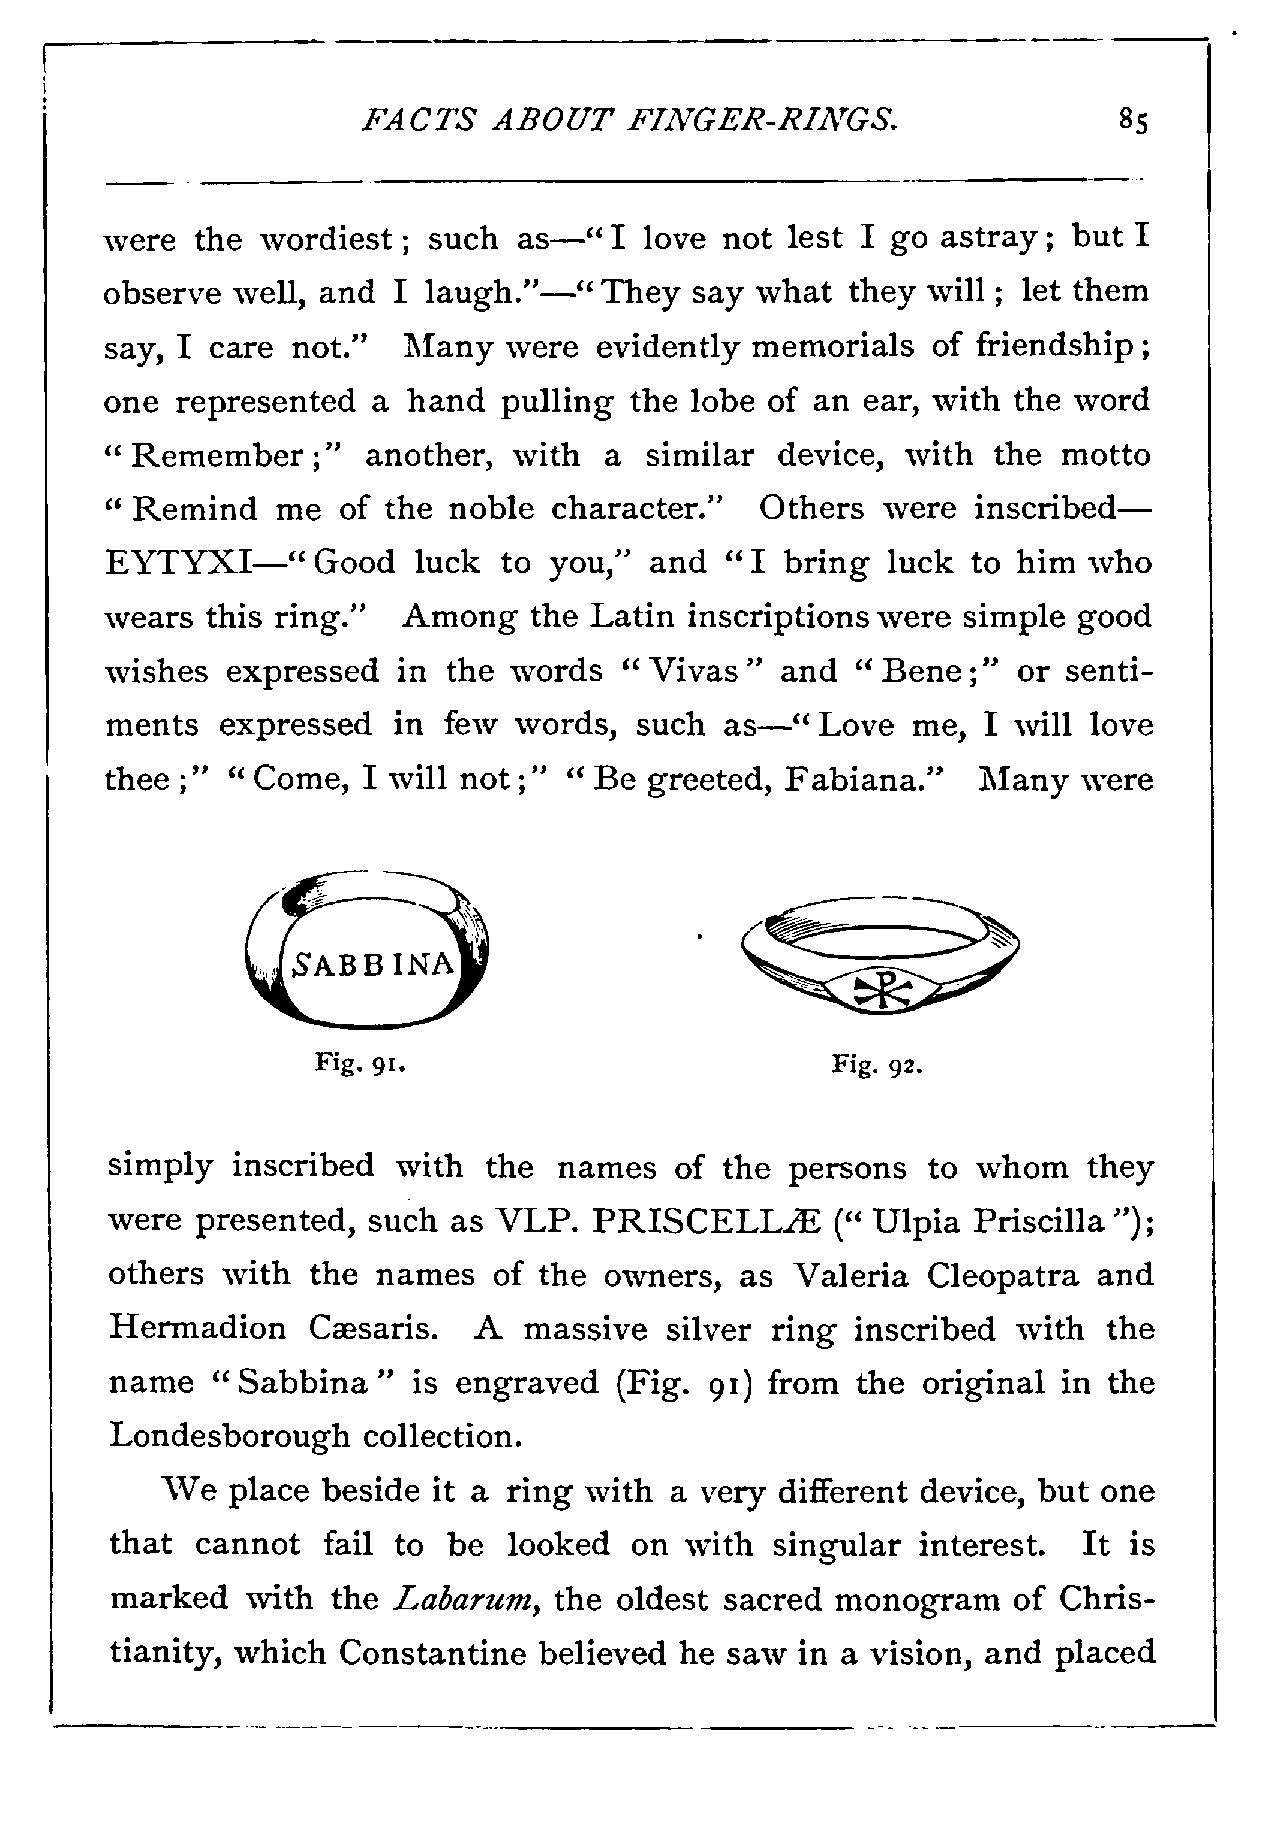 FACTS ABOUT FINGER-RINGS. 85
were the wordiest; such as—“I love not lest I go astray; but I
observe well, and I laugh.”—“They say what they will; let them
say, I care not.” Many were evidently memorials of friendship;
one represented a hand pulling the lobe of an ear, with the word
“Remember;” another, with a similar device, with the motto
“Remind me of the noble character.” Others were inscribed—
EYTYXI—“Good luck to you,” and “I bring luck to him who
wears this ring.” Among the Latin inscriptions were simple good
wishes expressed in the words “Vivas” and “Bene;” or senti-
ments expressed in few words, such as—“Love me, I will love
thee;” “Come, I will not;” “Be greeted, Fabiana.” Many were
SABBINA
Fig. 91. Fig. 92.
simply inscribed with the names of the persons to whom they
were presented, such as VLP. PRISCELLÆ (“Ulpia Priscilla”);
others with the names of the owners, as Valeria Cleopatra and
Hermadion Cæsaris. A massive silver ring inscribed with the
name “Sabbina” is engraved (Fig. 91) from the original in the
Londesborough collection.
We place beside it a ring with a very different device, but one
that cannot fail to be looked on with singular interest. It is
marked with the Labarum, the oldest sacred monogram of Chris-
tianity, which Constantine believed he saw in a vision, and placed